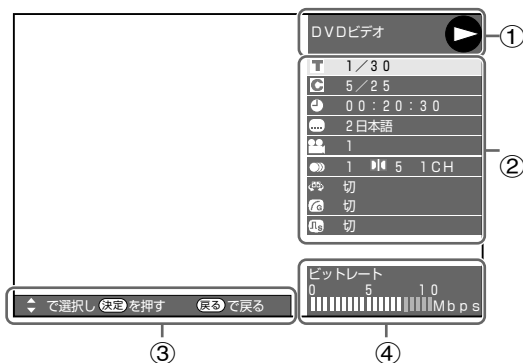 DVDビデオ
①
T 1/30
C 5/25
00:20:30
2日本語
1
1 5 1CH
切
切
切
②
ビットレート
0 5 10
Mbps
で選択し 決定 を押す 戻る で戻る
③ ④